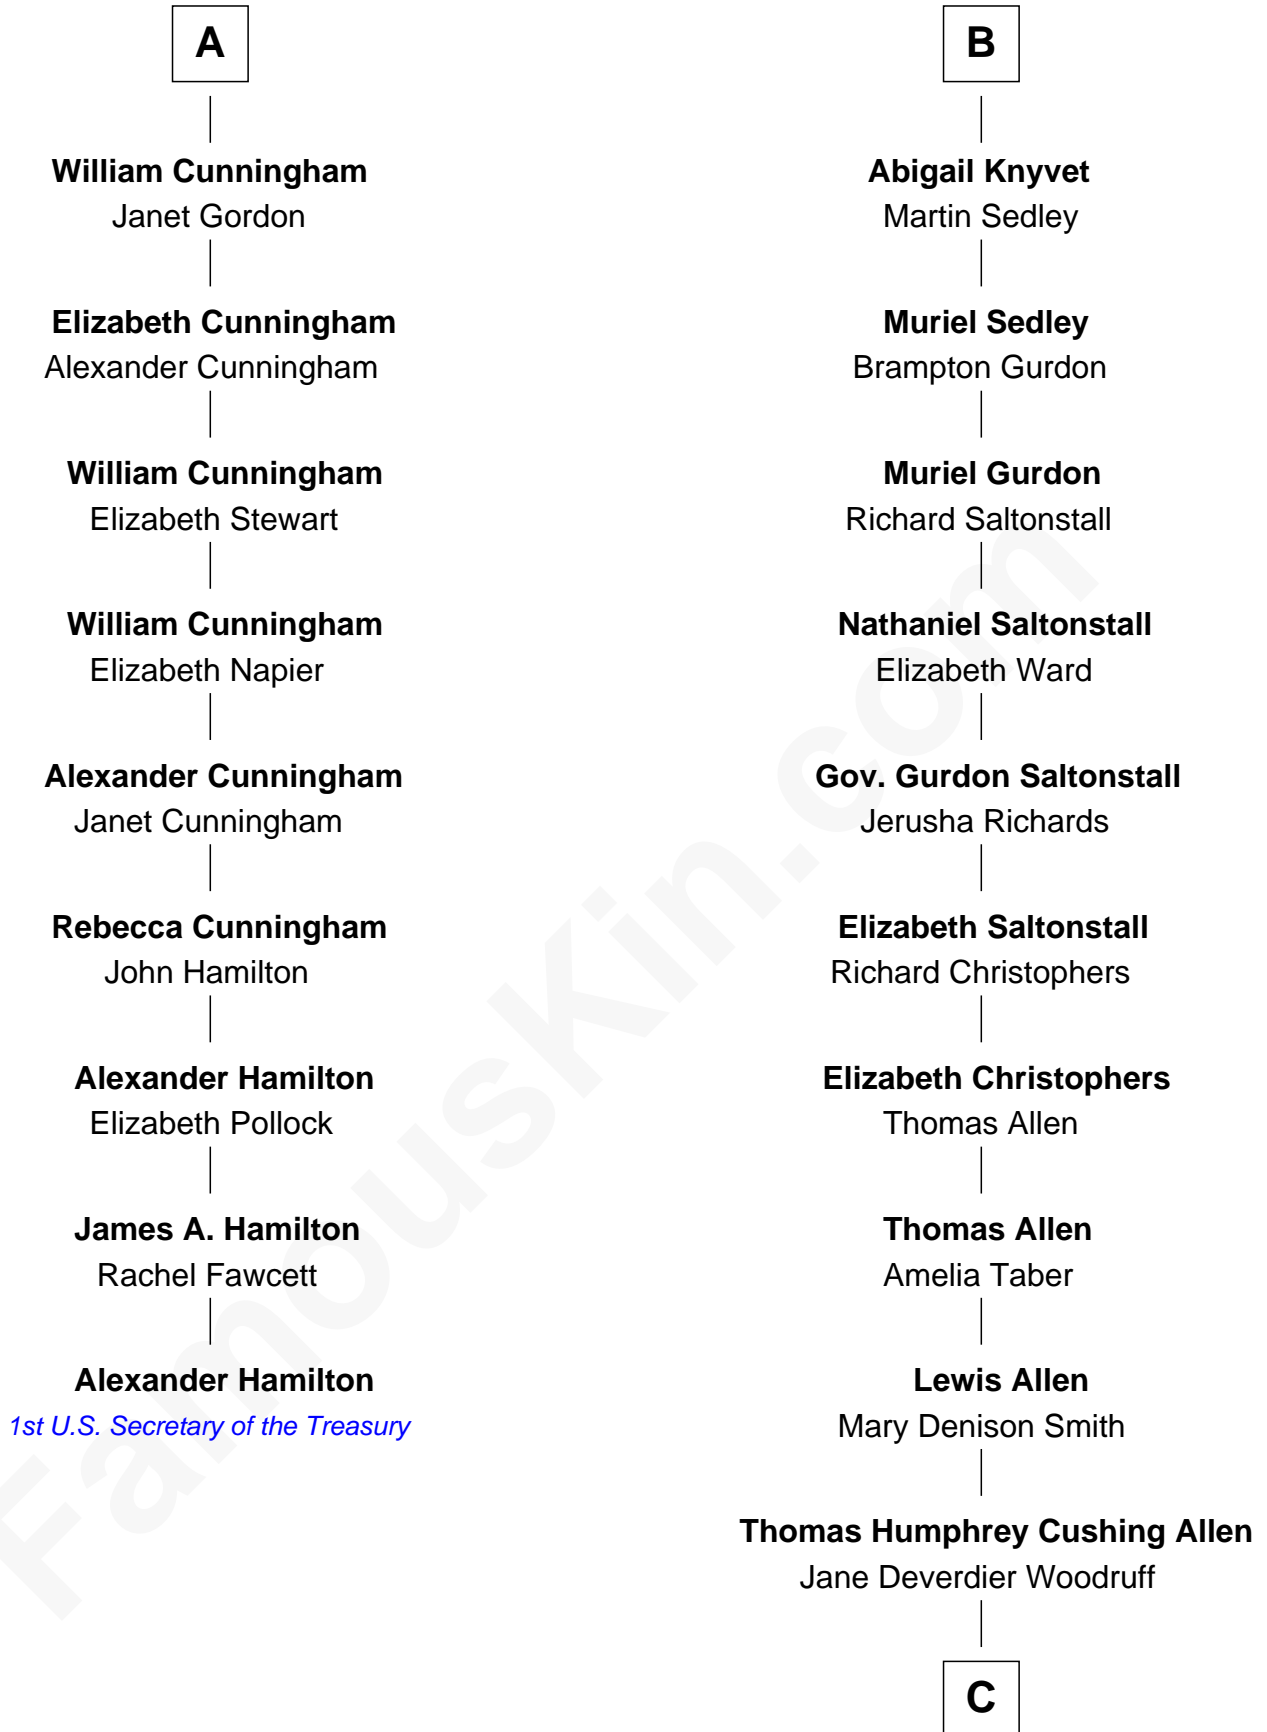 A
William Cunningham
Janet Gordon
Elizabeth Cunningham
Alexander Cunningham
William Cunningham
Elizabeth Stewart
William Cunningham
Elizabeth Napier
Alexander Cunningham
Janet Cunningham
Rebecca Cunningham
John Hamilton
Alexander Hamilton
Elizabeth Pollock
James A. Hamilton
Rachel Fawcett
Alexander Hamilton
1st U.S. Secretary of the Treasury
B
Abigail Knyvet
Martin Sedley
Muriel Sedley
Brampton Gurdon
Muriel Gurdon
Richard Saltonstall
Nathaniel Saltonstall
Elizabeth Ward
Gov. Gurdon Saltonstall
Jerusha Richards
Elizabeth Saltonstall
Richard Christophers
Elizabeth Christophers
Thomas Allen
Thomas Allen
Amelia Taber
Lewis Allen
Mary Denison Smith
Thomas Humphrey Cushing Allen
Jane Deverdier Woodruff
C
FamousKin.com